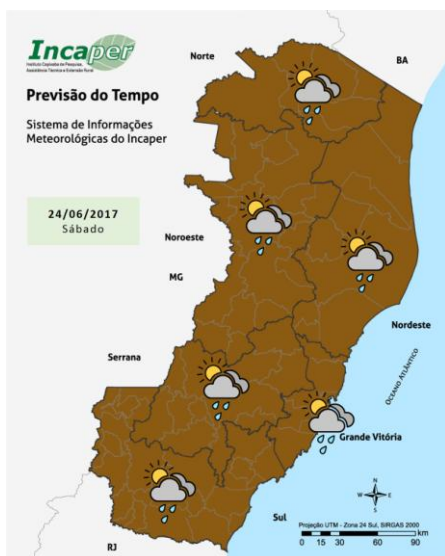 Incaper
Instituto Capixaba de Pesquisa,
Assistência Técnica e Extensão Rural
Previsão do Tempo
Sistema de Informações
Meteorológicas do Incaper
24/06/2017
Sábado
Norte
BA
Noroeste
MG
Nordeste
Serrana
OCEANO ATLÂNTICO
Grande Vitória
Sul
RJ
N
W
E
S
Projeção UTM - Zona 24 Sul, SIRGAS 2000
0 15 30 60 90
km